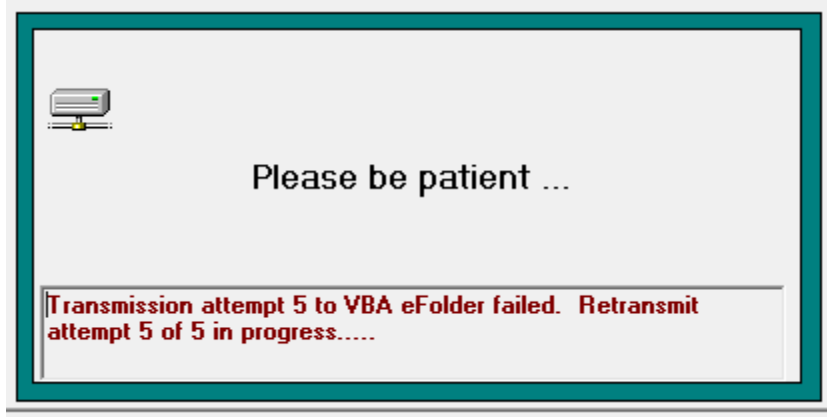 Please be patient ...
Transmission attempt 5 to VBA eFolder failed.  Retransmit
attempt 5 of 5 in progress.....